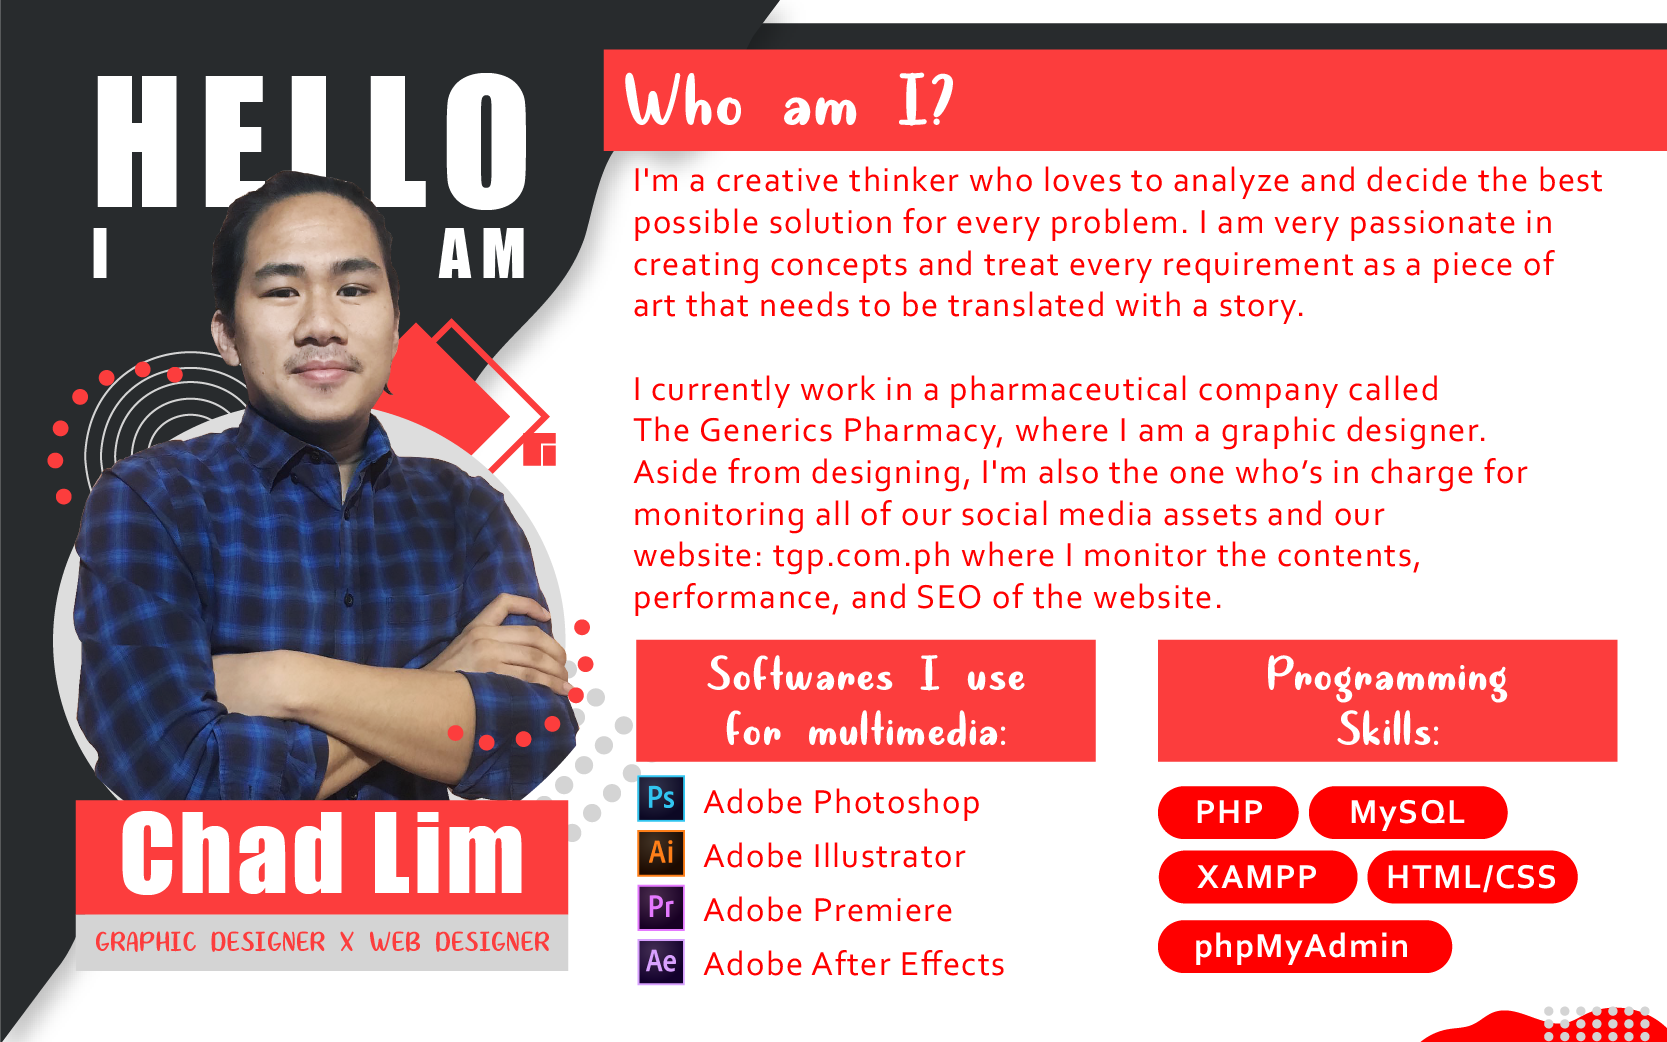 HELLO
I AM
Chad Lim
GRAPHIC DESIGNER X WEB DESIGNER
Who am I?
I'm a creative thinker who loves to analyze and decide the best
possible solution for every problem. I am very passionate in
creating concepts and treat every requirement as a piece of
art that needs to be translated with a story.
I currently work in a pharmaceutical company called
The Generics Pharmacy, where I am a graphic designer.
Aside from designing, I'm also the one who’s in charge for
monitoring all of our social media assets and our
website: tgp.com.ph where I monitor the contents,
performance, and SEO of the website.
Softwares I use
for multimedia:
Ps Adobe Photoshop
Ai Adobe Illustrator
Pr Adobe Premiere
Ae Adobe After Effects
Programming
Skills:
PHP MySQL
XAMPP HTML/CSS
phpMyAdmin